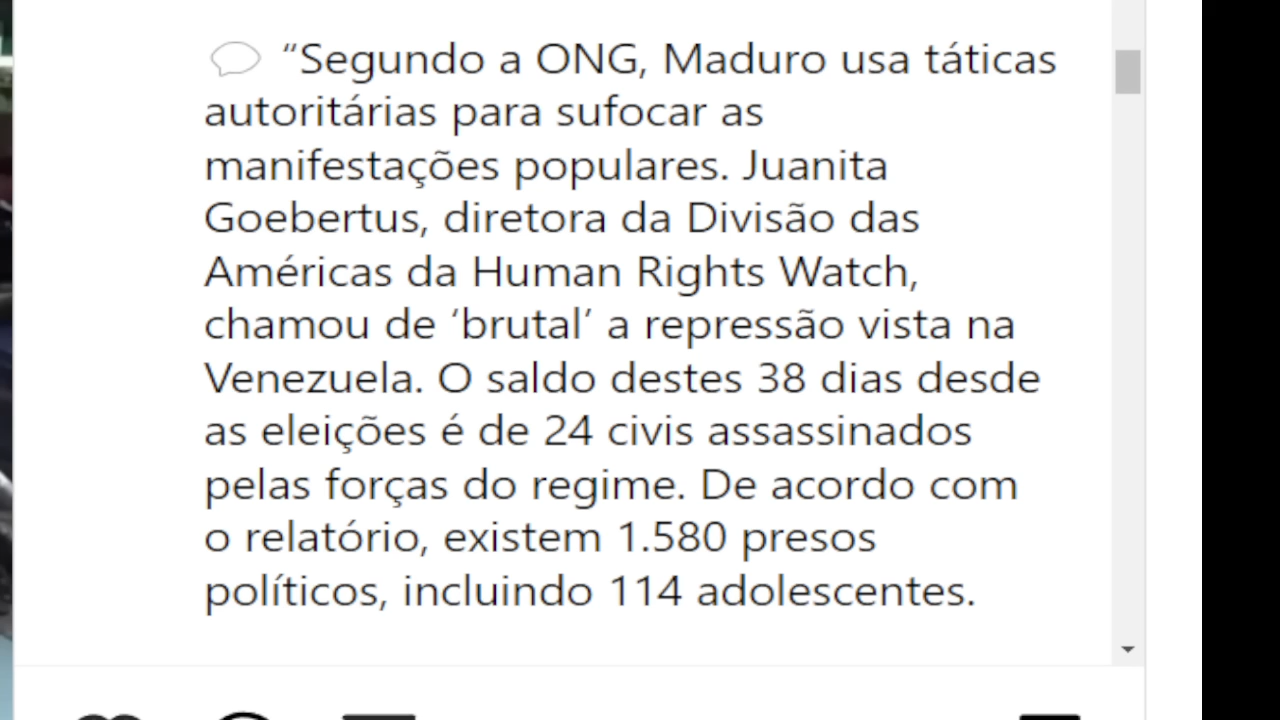 “Segundo a ONG, Maduro usa táticas
autoritárias para sufocar as
manifestações populares. Juanita
Goebertus, diretora da Divisão das
Américas da Human Rights Watch,
chamou de ‘brutal’ a repressão vista na
Venezuela. O saldo destes 38 dias desde
as eleições é de 24 civis assassinados
pelas forças do regime. De acordo com
o relatório, existem 1.580 presos
políticos, incluindo 114 adolescentes.